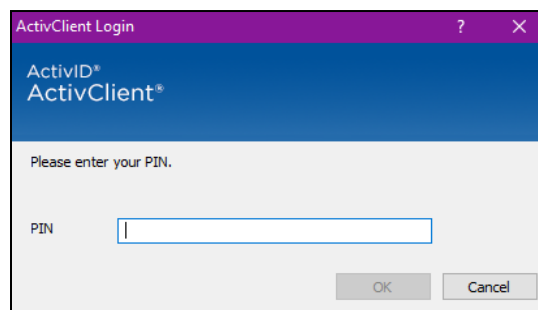 ActivClient Login ? ×
ActivID®
ActivClient®
Please enter your PIN.
PIN
OK Cancel